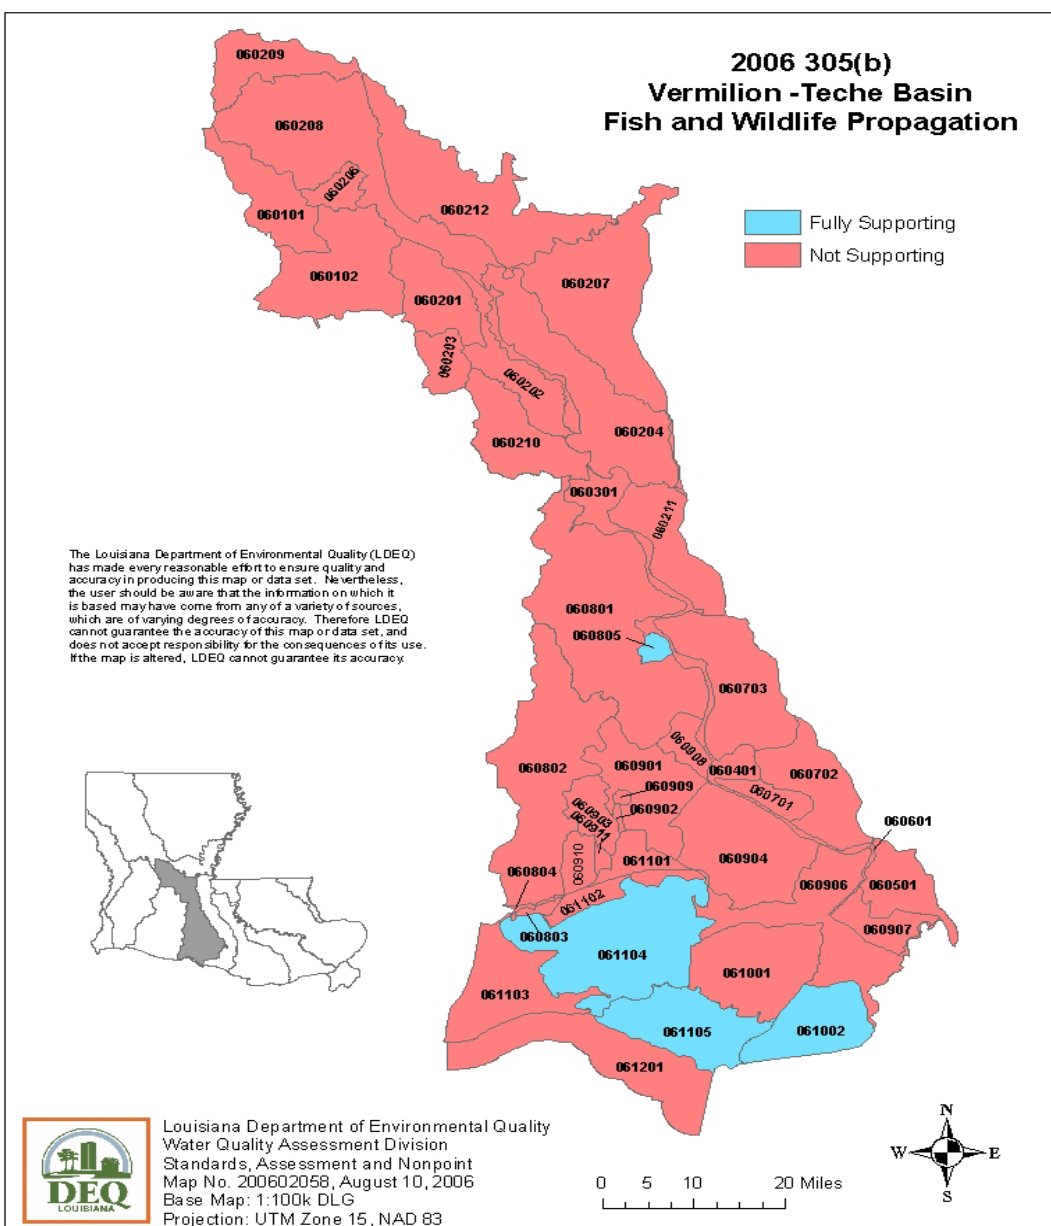 2006 305(b)
Vermilion -Teche Basin
Fish and Wildlife Propagation
Fully Supporting
Not Supporting
060209
060208
060206
060101
060212
060102
060201
060207
060203
060202
060204
060210
060301
060211
The Louisiana Department of Environmental Quality (LDEQ)
has made every reasonable effort to ensure quality and
accuracy in producing this map or data set. Nevertheless,
the user should be aware that the information on which it
is based may have come from any of a variety of sources,
which are of varying degrees of accuracy. Therefore LDEQ
cannot guarantee the accuracy of this map or data set, and
does not accept responsibility for the consequences of its use.
If the map is altered, LDEQ cannot guarantee its accuracy.
060801
060805
060703
060908
060802
060901
060401
060702
060909
060701
060903
060902
060911
060601
060910
061101
060904
060804
060906
060501
061102
060803
060907
061104
061001
061103
061105
061002
061201
DEQ
LOUISIANA
Louisiana Department of Environmental Quality
Water Quality Assessment Division
Standards, Assessment and Nonpoint
Map No. 200602058, August 10, 2006
Base Map: 1:100k DLG
Projection: UTM Zone 15, NAD 83
0 5 10 20 Miles
N
W E
S